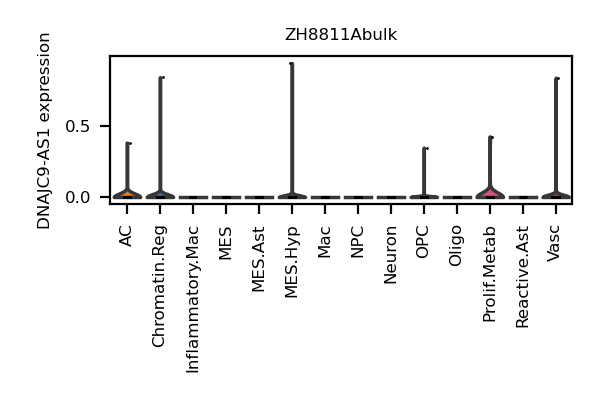 ZH8811Abulk
DNAJC9-AS1 expression
0.5
0.0
AC
Chromatin.Reg
Inflammatory.Mac
MES
MES.Ast
MES.Hyp
Mac
NPC
Neuron
OPC
Oligo
Prolif.Metab
Reactive.Ast
Vasc